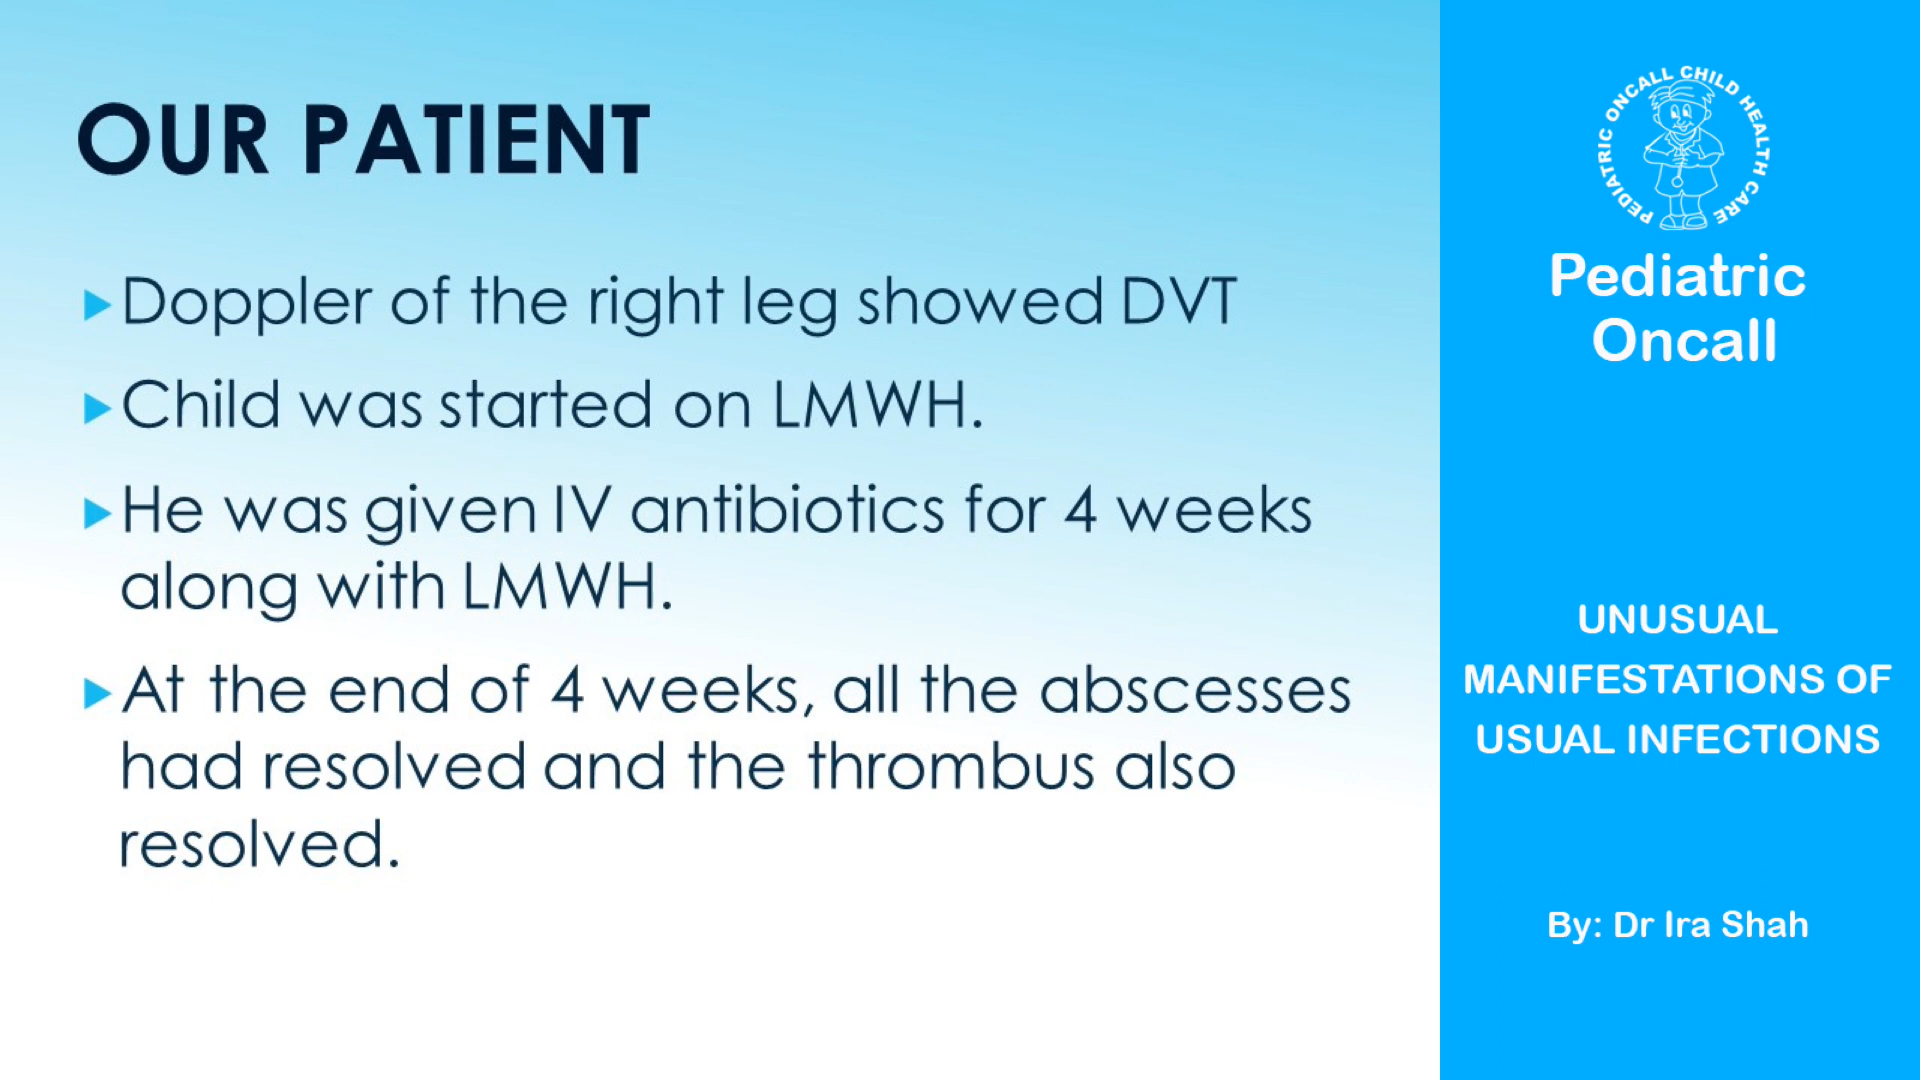 OUR PATIENT
Doppler of the right leg showed DVT
Child was started on LMWH.
He was given IV antibiotics for 4 weeks
along with LMWH.
At the end of 4 weeks, all the abscesses
had resolved and the thrombus also
resolved.
PEDIATRIC ONCALL CHILD HEALTH CARE
Pediatric
Oncall
UNUSUAL
MANIFESTATIONS OF
USUAL INFECTIONS
By: Dr Ira Shah